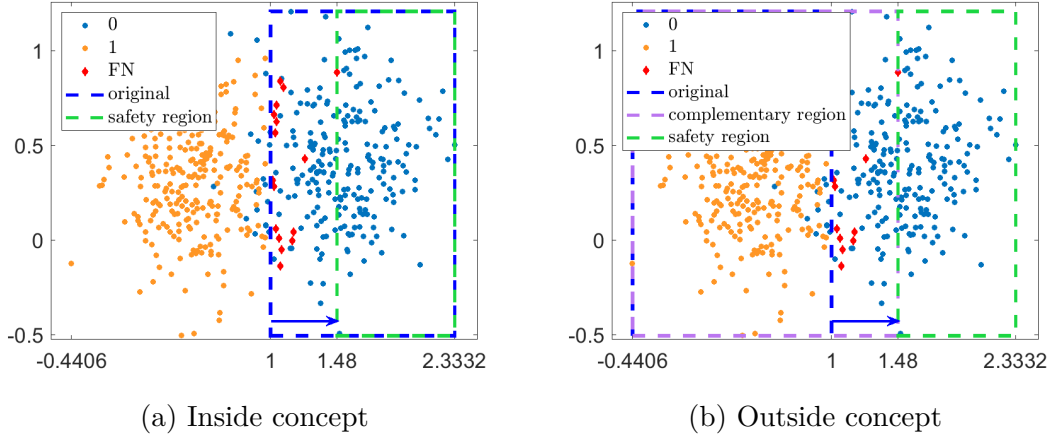 0
1
FN
original
safety region
1
0.5
0
-0.5
-0.44406
1
1.48
2.3332
(a) Inside concept
0
1
FN
original
complementary region
safety region
1
0.5
0
-0.5
-0.44406
1
1.48
2.3332
(b) Outside concept